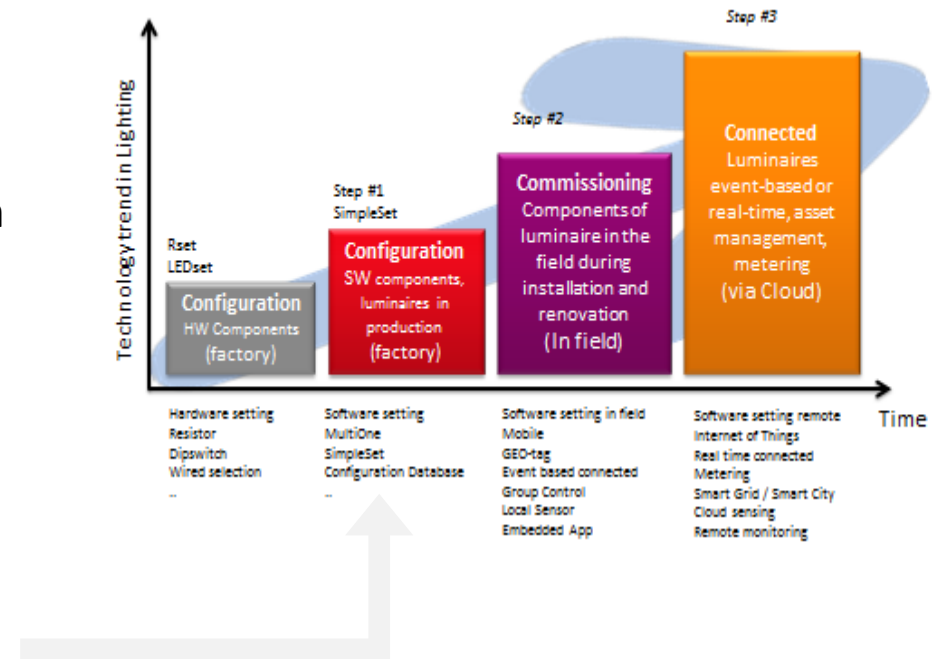 Step #3
Step #2
Step #1
SimpleSet
Rset
LEDset
Technology trend in Lighting
Configuration
HW Components
(factory)
Configuration
SW components,
luminaires in
production
(factory)
Commissioning
Components of
luminaire in the
field during
installation and
renovation
(In field)
Connected
Luminaires
event-based or
real-time, asset
management,
metering
(via Cloud)
Time
Hardware setting
Resistor
Dipswitch
Wired selection
..
Software setting
MultiOne
SimpleSet
Configuration Database
..
Software setting in field
Mobile
GEO-tag
Event based connected
Group Control
Local Sensor
Embedded App
Software setting remote
Internet of Things
Real time connected
Metering
Smart Grid / Smart City
Cloud sensing
Remote monitoring